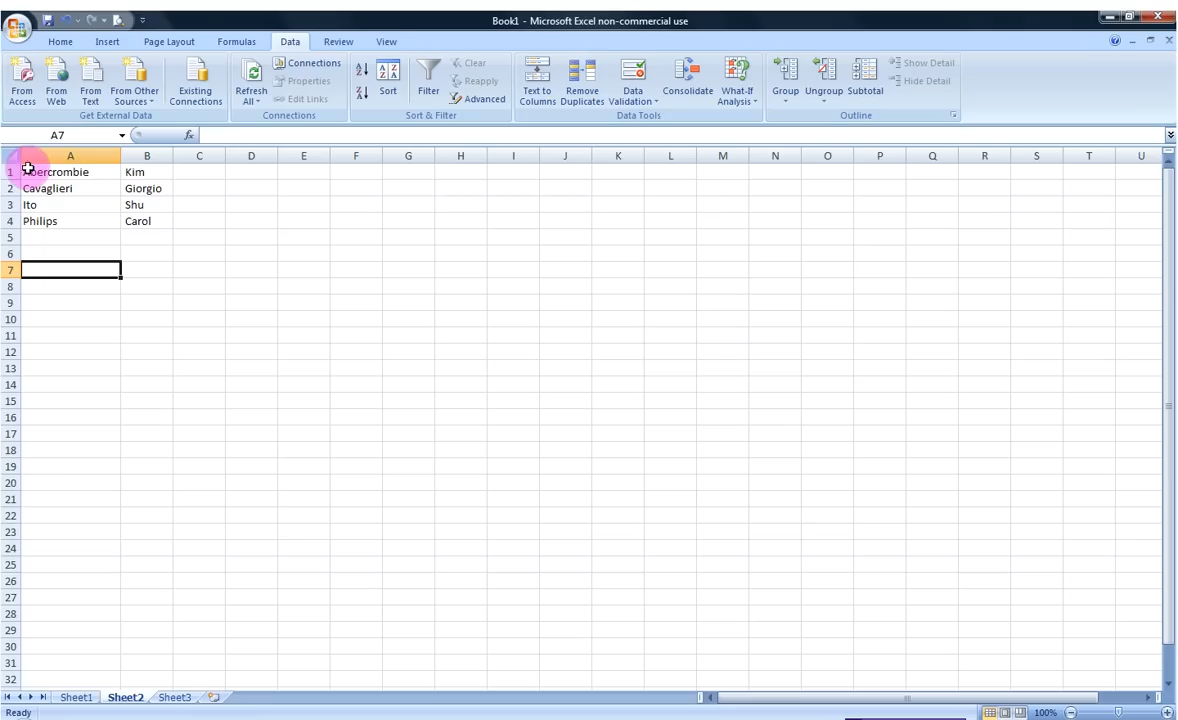 Book1 - Microsoft Excel non-commercial use
Home Insert Page Layout Formulas Data Review View
From Access
From Web
From Text
From Other Sources
Existing Connections
Get External Data
Refresh All
Connections
Properties
Edit Links
Connections
Sort
Filter
Clear
Reapply
Advanced
Sort & Filter
Text to Columns
Remove Duplicates
Data Validation
Consolidate
What-If Analysis
Data Tools
Group
Ungroup
Subtotal
Show Detail
Hide Detail
Outline
A7 fx
A B C D E F G H I J K L M N O P Q R S T U
1 Abercrombie Kim
2 Cavaglieri Giorgio
3 Ito Shu
4 Philips Carol
5
6
7
8
9
10
11
12
13
14
15
16
17
18
19
20
21
22
23
24
25
26
27
28
29
30
31
32
Sheet1 Sheet2 Sheet3
Ready 100%